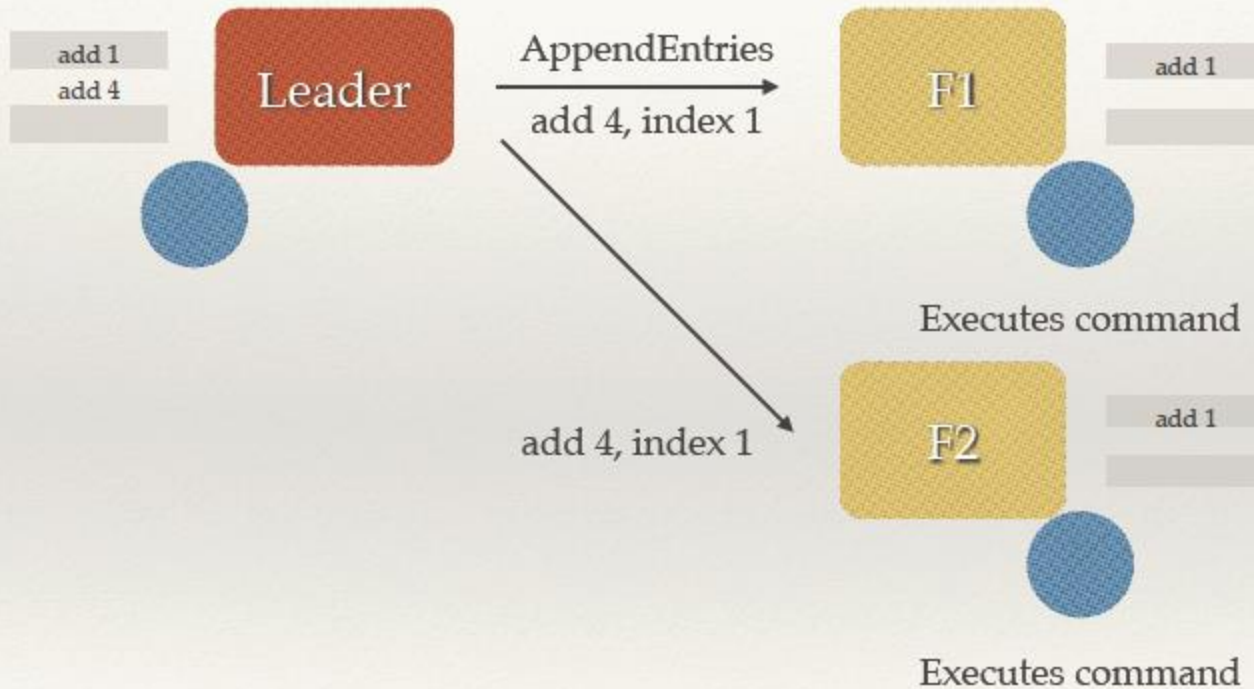 add 1
add 4
Leader
AppendEntries
add 4, index 1
F1
add 1
Executes command
add 4, index 1
F2
add 1
Executes command